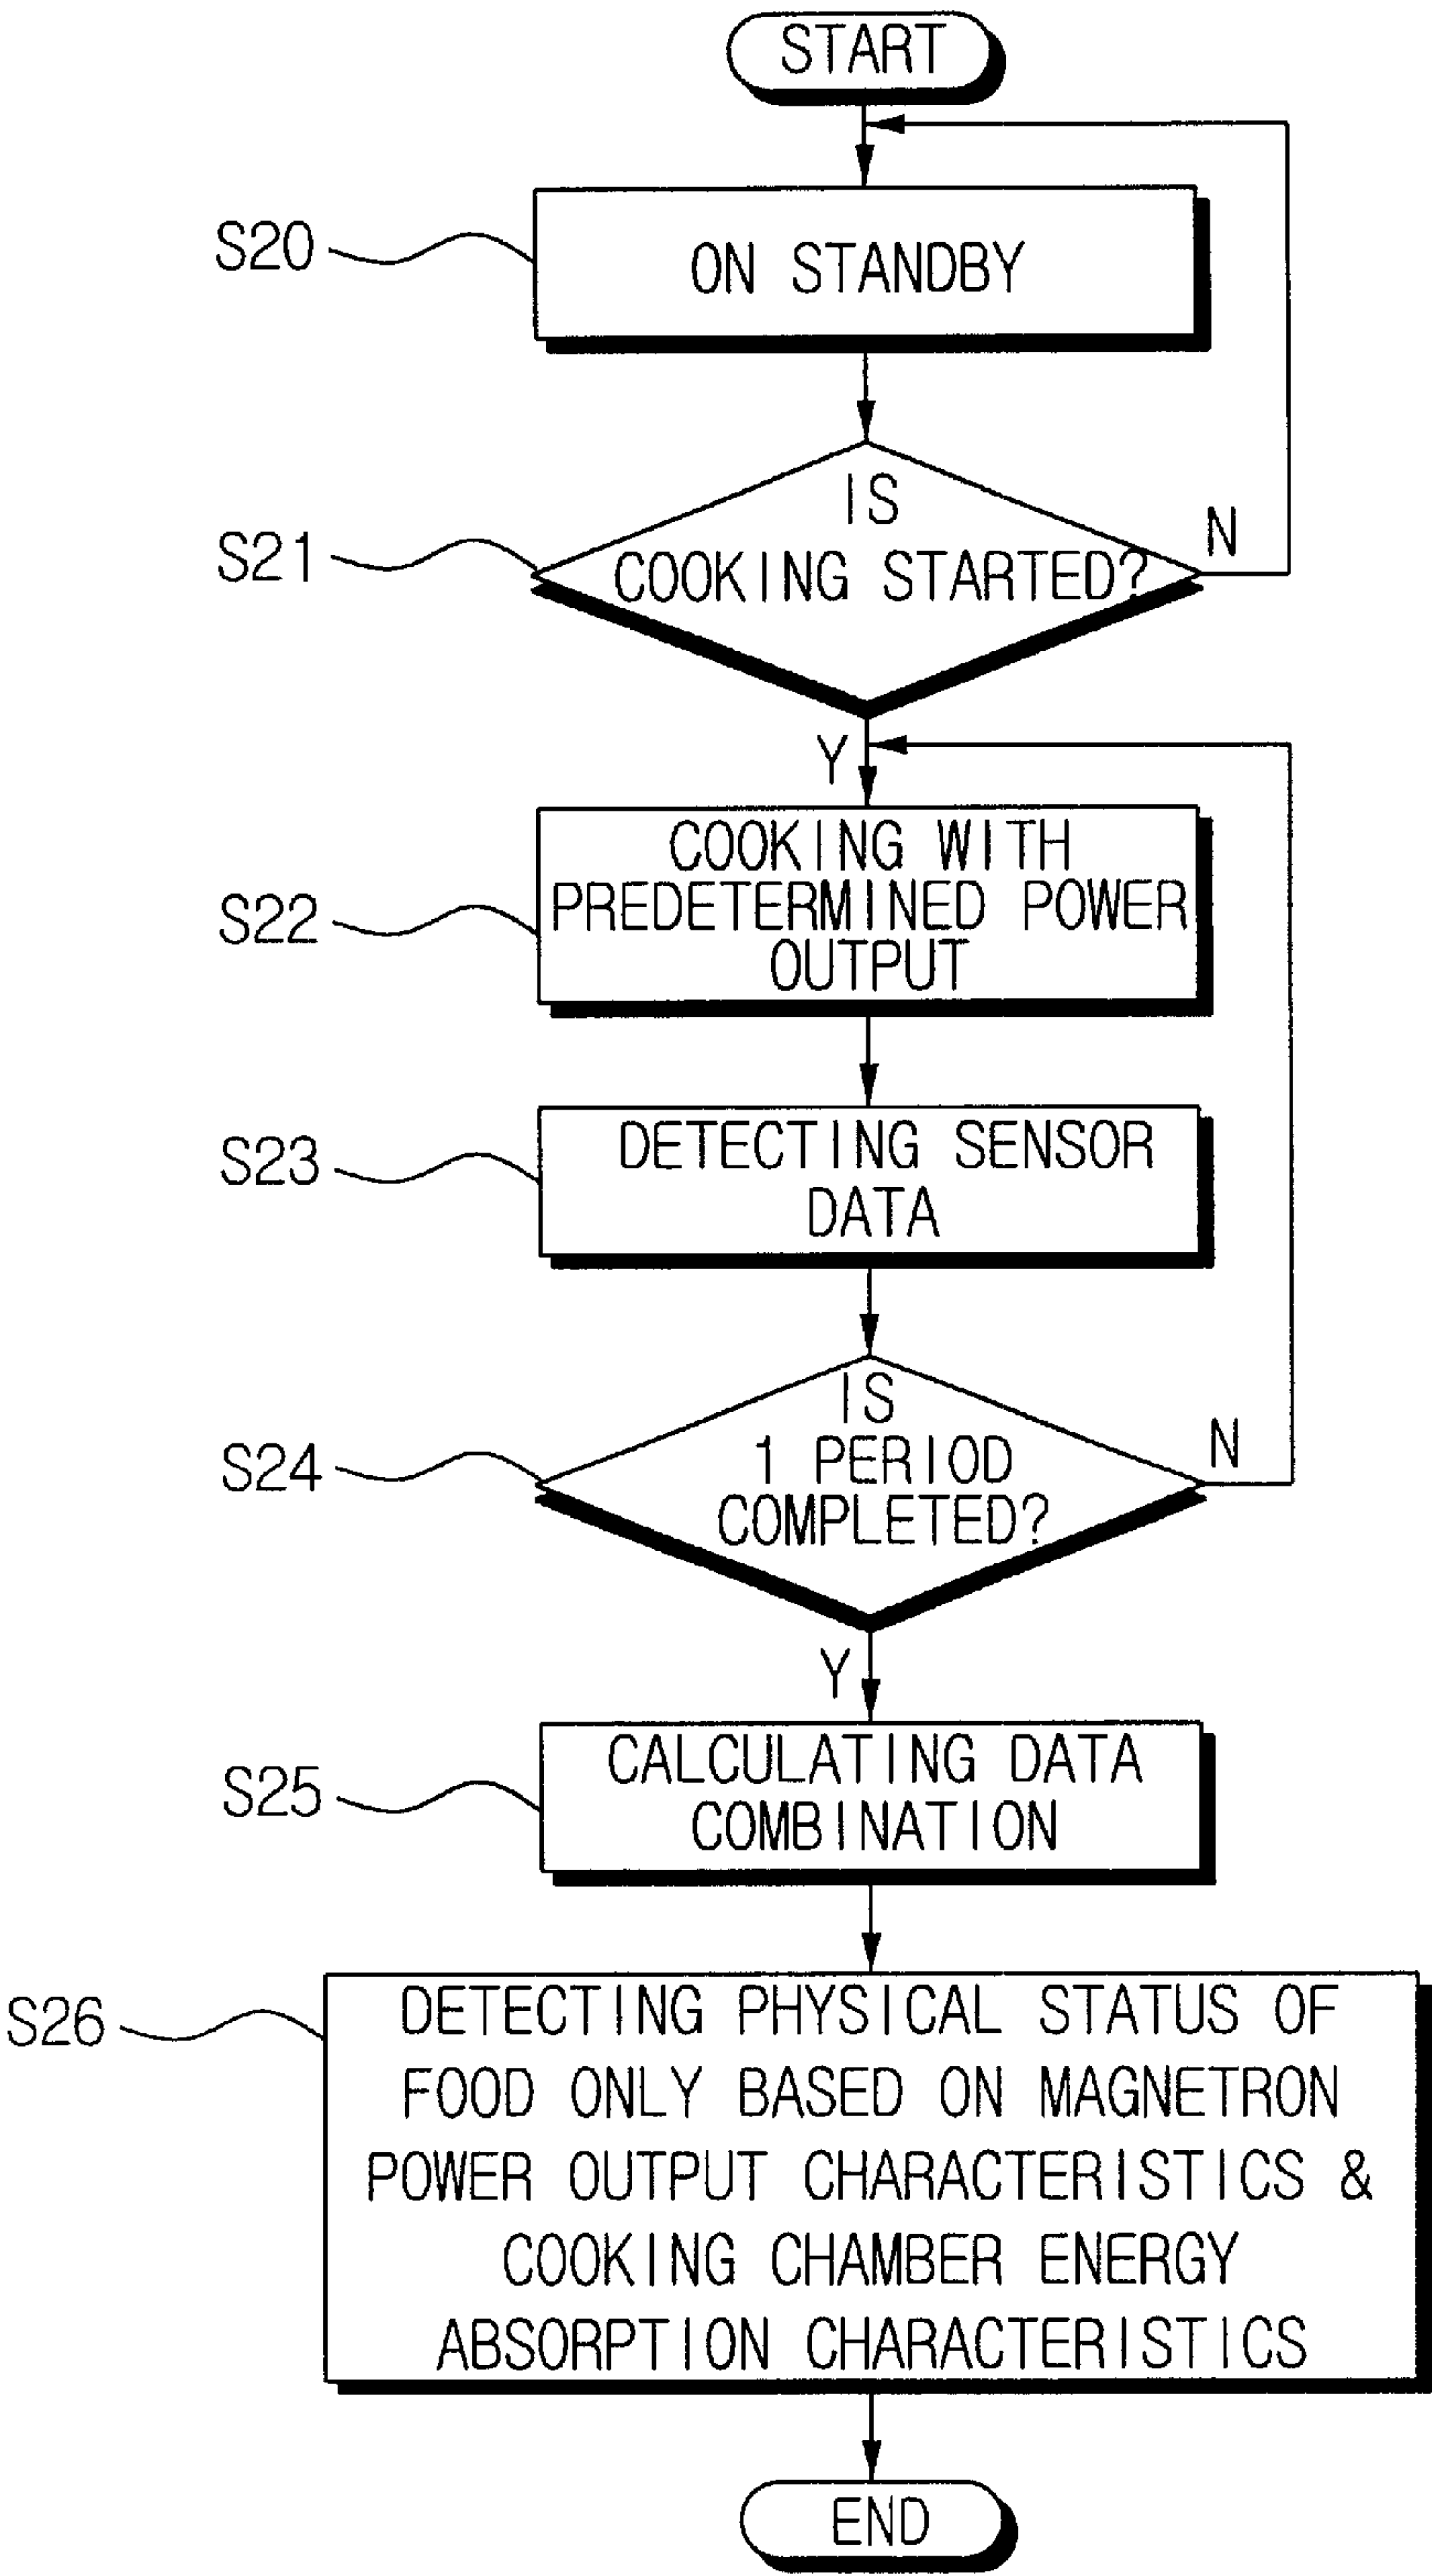 START
S20
ON STANDBY
S21
IS
COOKING STARTED?
N
Y
S22
COOKING WITH
PREDETERMINED POWER
OUTPUT
S23
DETECTING SENSOR
DATA
S24
IS
1 PERIOD
COMPLETED?
N
Y
S25
CALCULATING DATA
COMBINATION
S26
DETECTING PHYSICAL STATUS OF
FOOD ONLY BASED ON MAGNETRON
POWER OUTPUT CHARACTERISTICS &
COOKING CHAMBER ENERGY
ABSORPTION CHARACTERISTICS
END